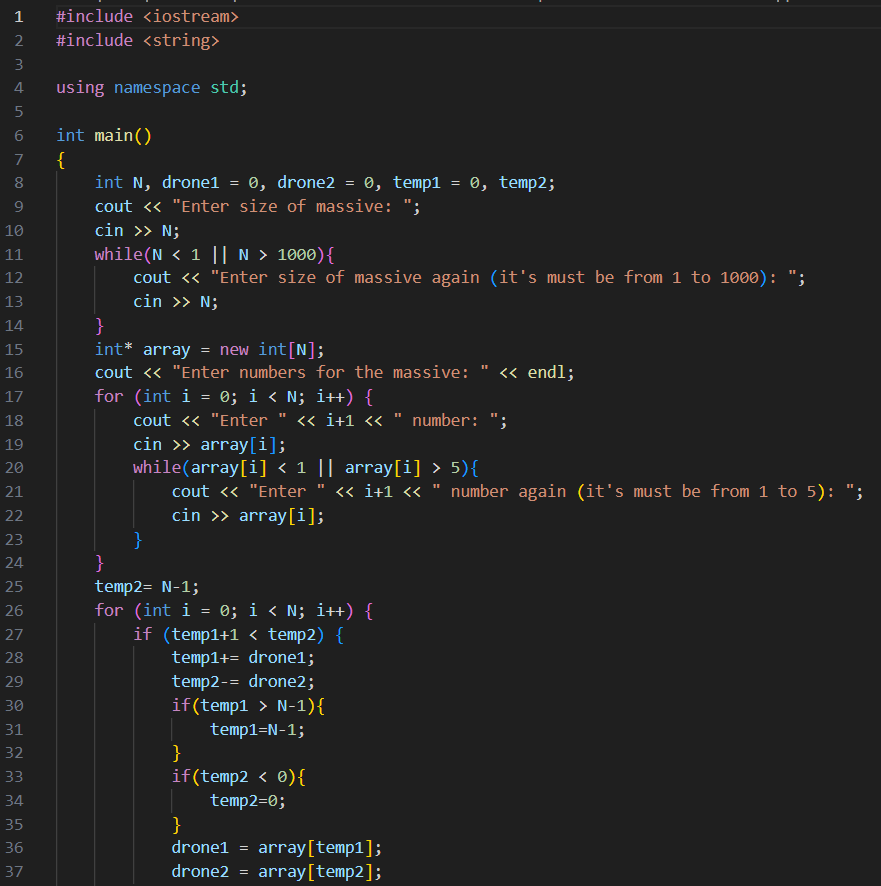 1 #include <iostream>
2 #include <string>
3
4 using namespace std;
5
6 int main()
7 {
8     int N, drone1 = 0, drone2 = 0, temp1 = 0, temp2;
9     cout << "Enter size of massive: ";
10     cin >> N;
11     while(N < 1 || N > 1000){
12         cout << "Enter size of massive again (it's must be from 1 to 1000): ";
13         cin >> N;
14     }
15     int* array = new int[N];
16     cout << "Enter numbers for the massive: " << endl;
17     for (int i = 0; i < N; i++) {
18         cout << "Enter " << i+1 << " number: ";
19         cin >> array[i];
20         while(array[i] < 1 || array[i] > 5){
21             cout << "Enter " << i+1 << " number again (it's must be from 1 to 5): ";
22             cin >> array[i];
23         }
24     }
25     temp2= N-1;
26     for (int i = 0; i < N; i++) {
27         if (temp1+1 < temp2) {
28             temp1+= drone1;
29             temp2-= drone2;
30             if(temp1 > N-1){
31                 temp1=N-1;
32             }
33             if(temp2 < 0){
34                 temp2=0;
35             }
36             drone1 = array[temp1];
37             drone2 = array[temp2];